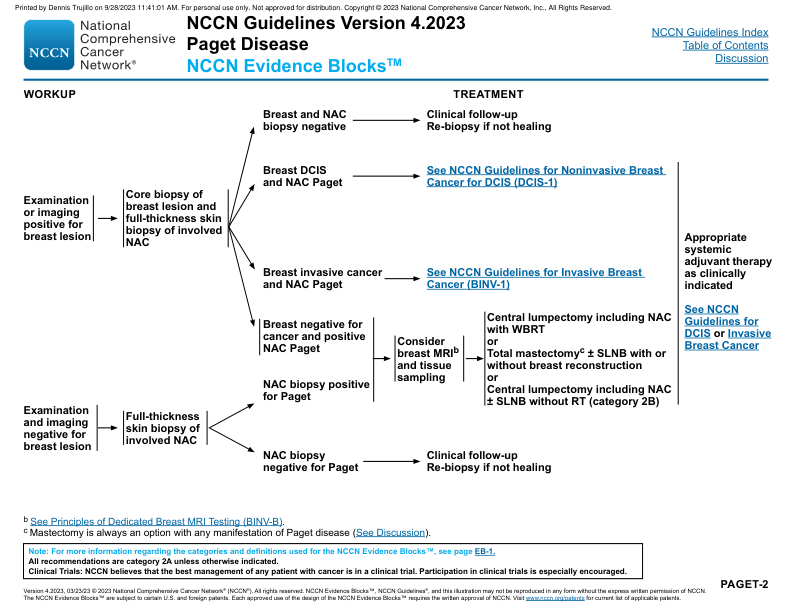 Printed by Dennis Trujillo on 9/28/2023 11:41:01 AM. For personal use only. Not approved for distribution. Copyright © 2023 National Comprehensive Cancer Network, Inc., All Rights Reserved.
NCCN
National
Comprehensive
Cancer
Network®
NCCN Guidelines Version 4.2023
Paget Disease
NCCN Evidence Blocks™
NCCN Guidelines Index
Table of Contents
Discussion
WORKUP
TREATMENT
Examination
or imaging
positive for
breast lesion
Core biopsy of
breast lesion and
full-thickness skin
biopsy of involved
NAC
Breast and NAC
biopsy negative
Clinical follow-up
Re-biopsy if not healing
Breast DCIS
and NAC Paget
See NCCN Guidelines for Noninvasive Breast
Cancer for DCIS (DCIS-1)
Breast invasive cancer
and NAC Paget
See NCCN Guidelines for Invasive Breast
Cancer (BINV-1)
Breast negative for
cancer and positive
NAC Paget
NAC biopsy positive
for Paget
Consider
breast MRIᵇ
and tissue
sampling
Central lumpectomy including NAC
with WBRT
or
Total mastectomyᶜ ± SLNB with or
without breast reconstruction
or
Central lumpectomy including NAC
± SLNB without RT (category 2B)
Appropriate
systemic
adjuvant therapy
as clinically
indicated
See NCCN
Guidelines for
DCIS or Invasive
Breast Cancer
Examination
and imaging
negative for
breast lesion
Full-thickness
skin biopsy of
involved NAC
NAC biopsy
negative for Paget
Clinical follow-up
Re-biopsy if not healing
ᵇ See Principles of Dedicated Breast MRI Testing (BINV-B).
ᶜ Mastectomy is always an option with any manifestation of Paget disease (See Discussion).
Note: For more information regarding the categories and definitions used for the NCCN Evidence Blocks™, see page EB-1.
All recommendations are category 2A unless otherwise indicated.
Clinical Trials: NCCN believes that the best management of any patient with cancer is in a clinical trial. Participation in clinical trials is especially encouraged.
PAGET-2
Version 4.2023, 03/23/23 © 2023 National Comprehensive Cancer Network® (NCCN®), All rights reserved. NCCN Evidence Blocks™, NCCN Guidelines®, and this illustration may not be reproduced in any form without the express written permission of NCCN.
The NCCN Evidence Blocks™ are subject to certain U.S. and foreign patents. Each approved use of the design of the NCCN Evidence Blocks™ requires the written approval of NCCN. Visit www.nccn.org/patents for current list of applicable patents.